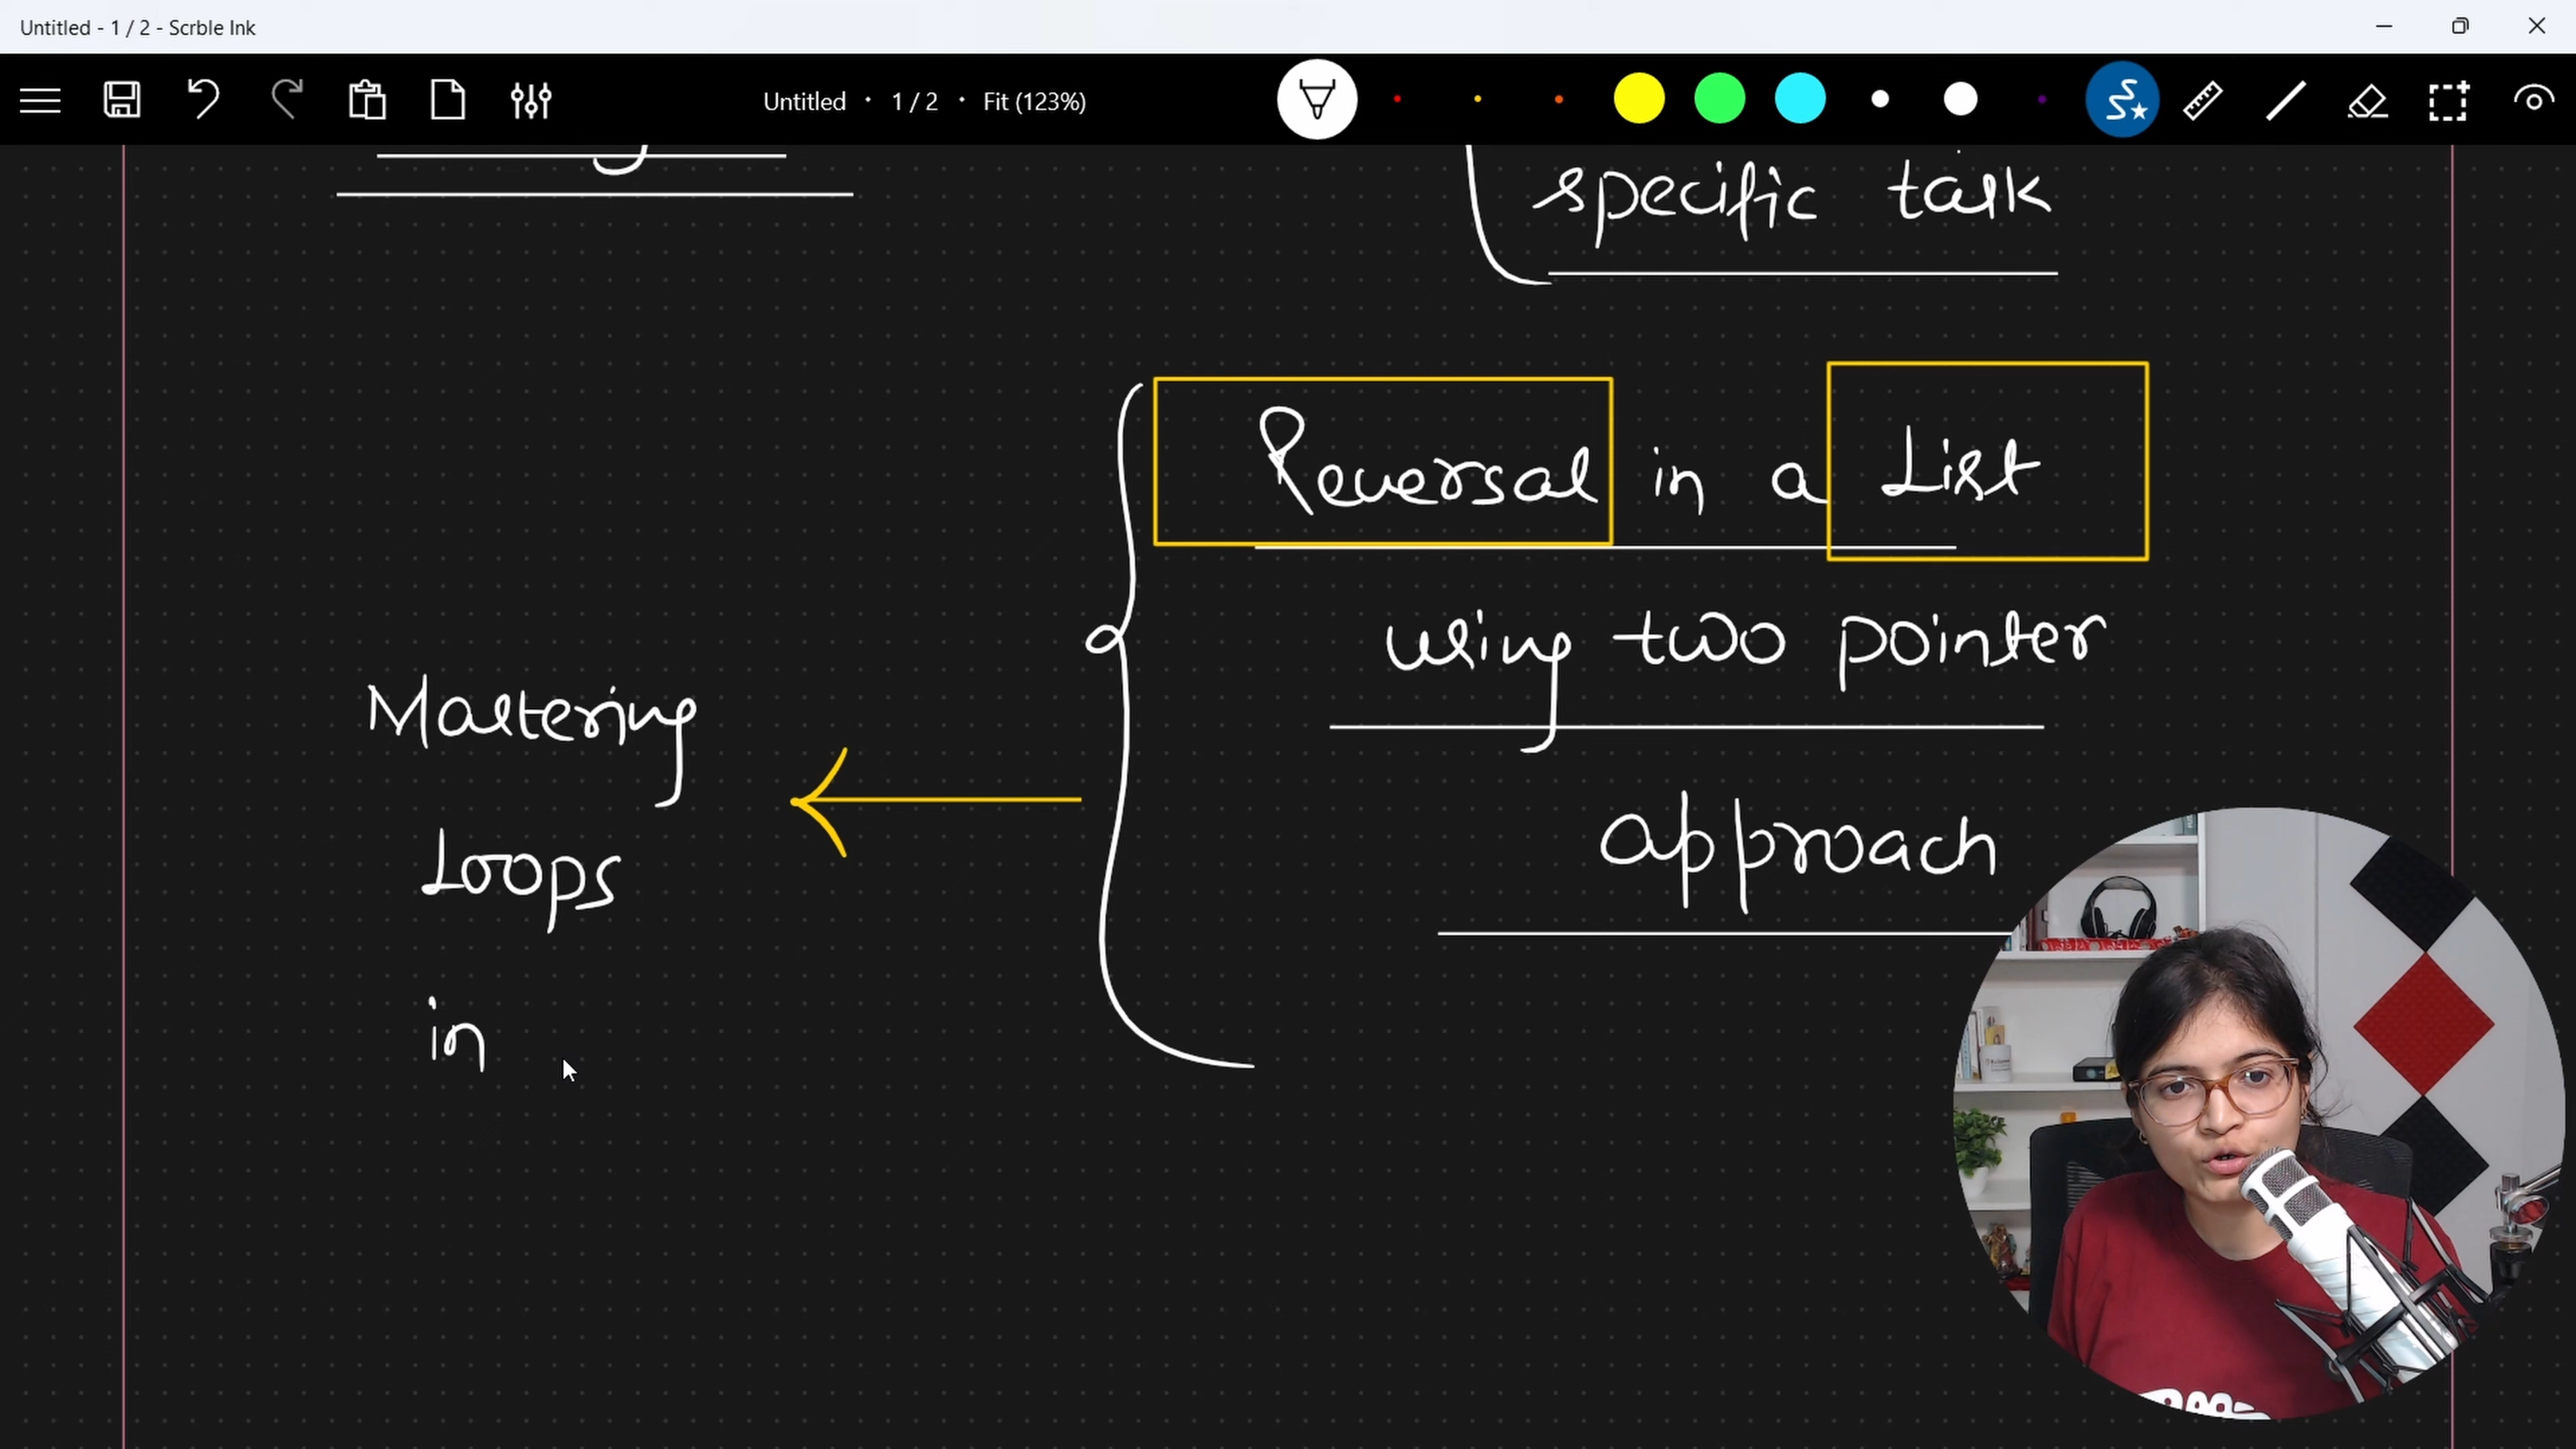 Untitled - 1 / 2 - Scrble Ink
Untitled • 1 / 2 • Fit (123%)
specific task
Reversal in a List
using two pointer
approach
Mastering
Loops
in